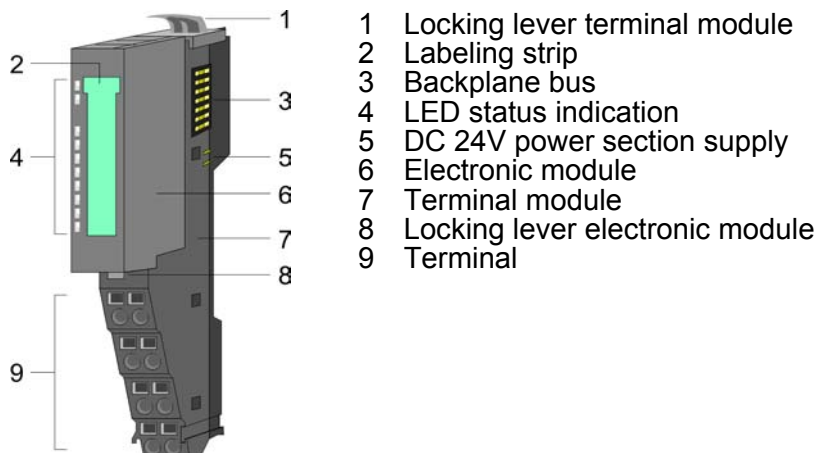 1 Locking lever terminal module
2 Labeling strip
3 Backplane bus
4 LED status indication
5 DC 24V power section supply
6 Electronic module
7 Terminal module
8 Locking lever electronic module
9 Terminal
1
2
3
4
5
6
7
8
9